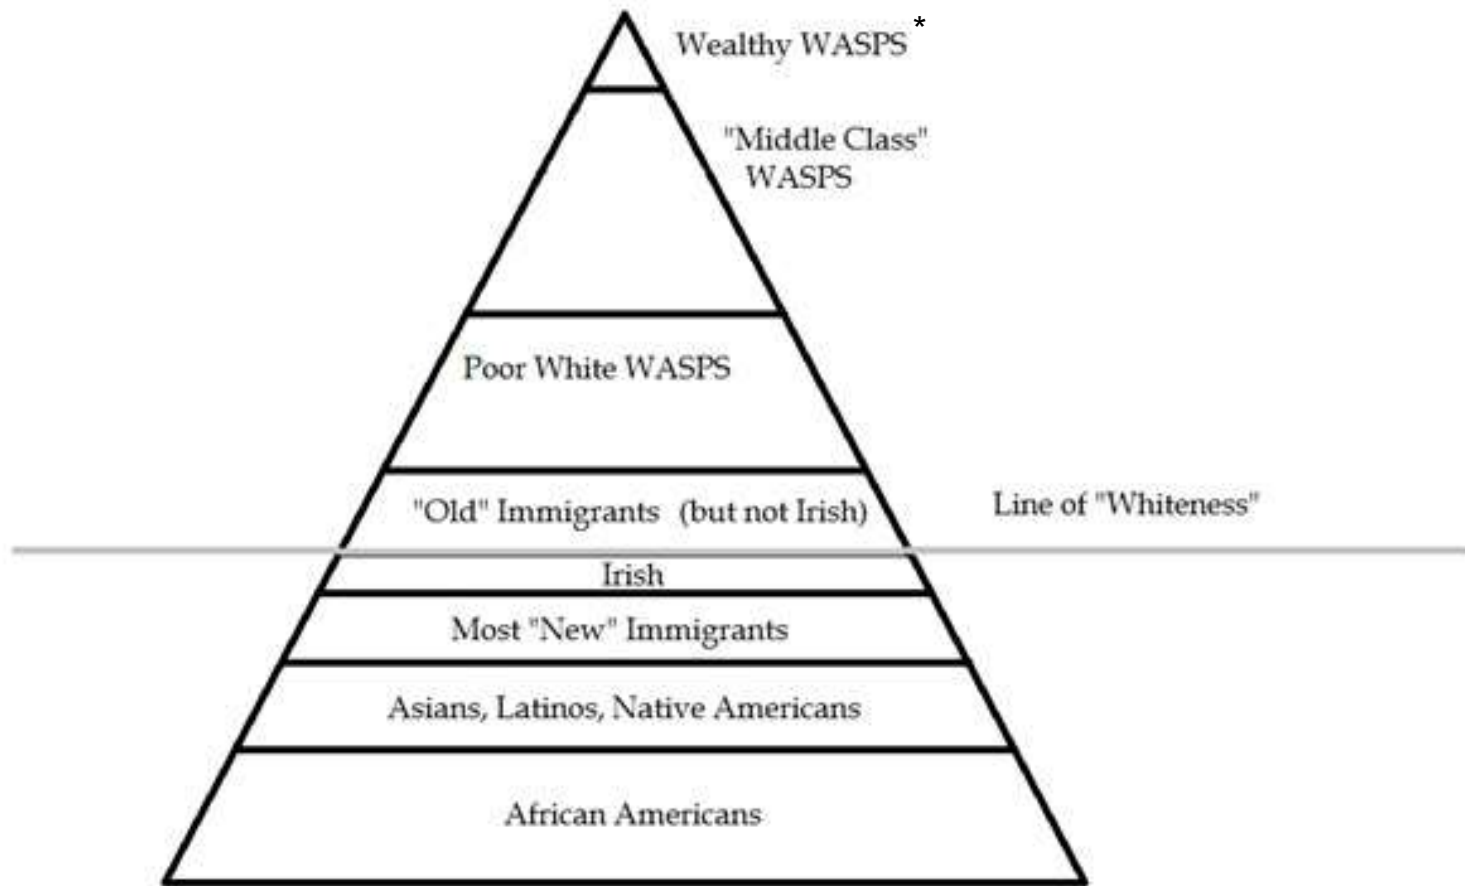 Wealthy WASPS*
"Middle Class"
WASPS
Poor White WASPS
"Old" Immigrants (but not Irish)
Line of "Whiteness"
Irish
Most "New" Immigrants
Asians, Latinos, Native Americans
African Americans